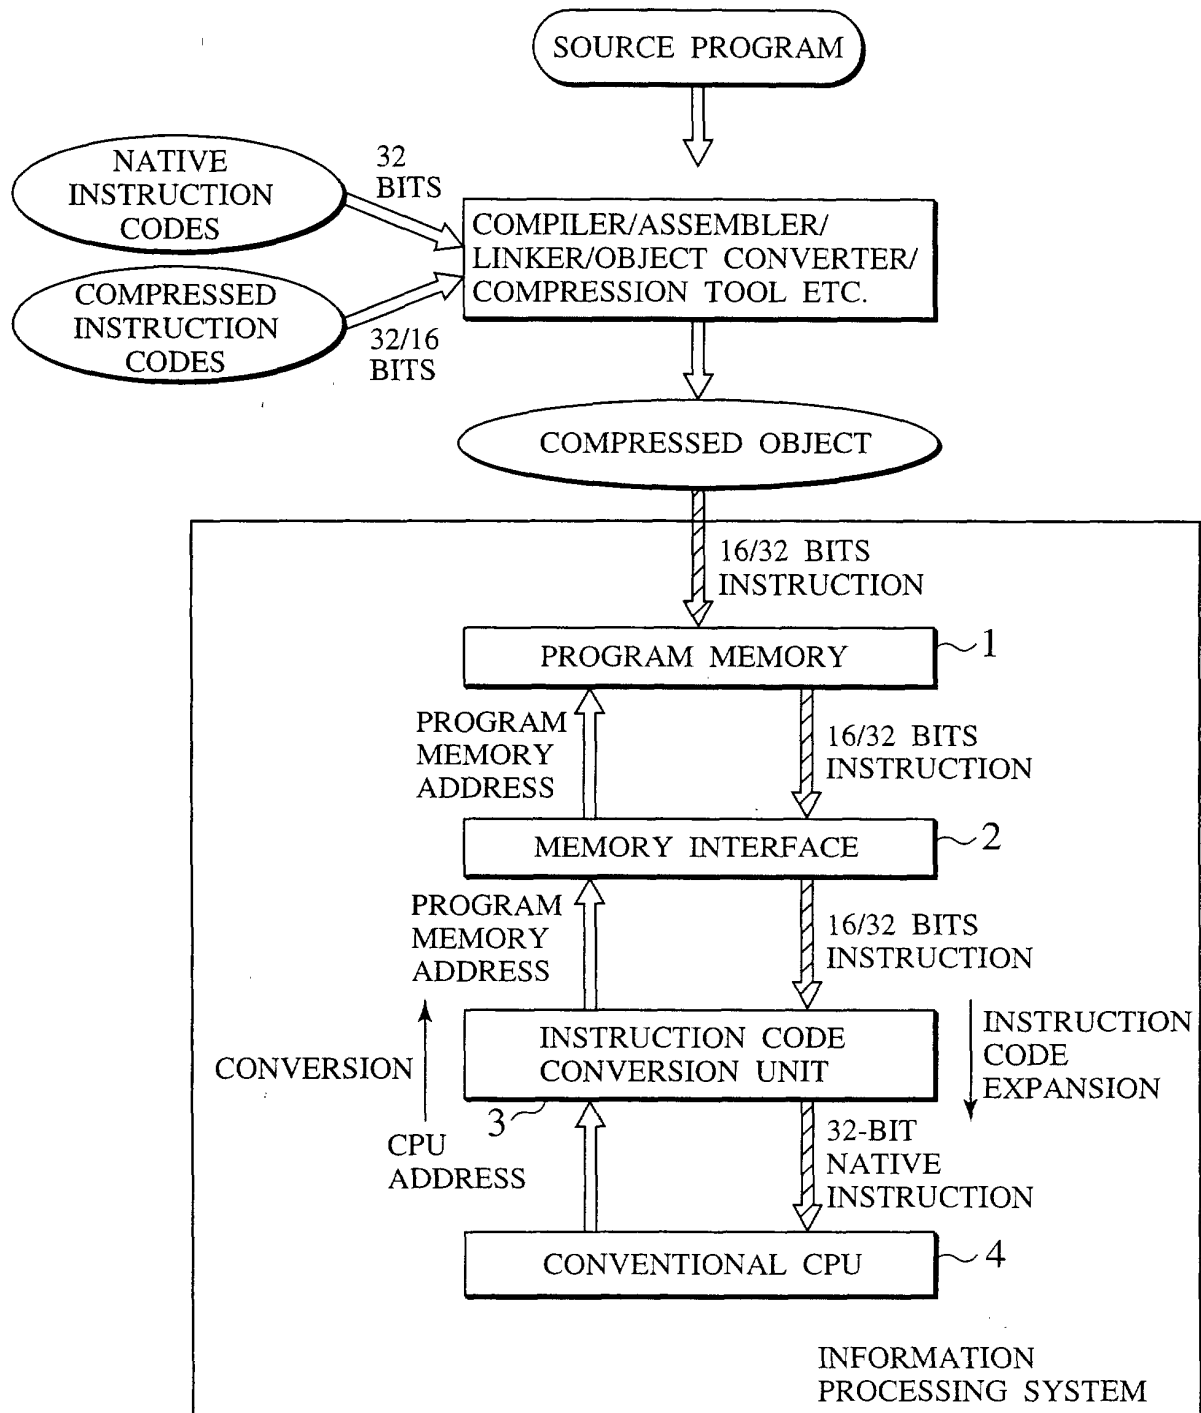 SOURCE PROGRAM
NATIVE
INSTRUCTION
CODES
32
BITS
COMPILER/ASSEMBLER/
LINKER/OBJECT CONVERTER/
COMPRESSION TOOL ETC.
COMPRESSED
INSTRUCTION
CODES
32/16
BITS
COMPRESSED OBJECT
16/32 BITS
INSTRUCTION
PROGRAM MEMORY
1
PROGRAM
MEMORY
ADDRESS
16/32 BITS
INSTRUCTION
MEMORY INTERFACE
2
PROGRAM
MEMORY
ADDRESS
16/32 BITS
INSTRUCTION
CONVERSION
INSTRUCTION CODE
CONVERSION UNIT
3
INSTRUCTION
CODE
EXPANSION
CPU
ADDRESS
32-BIT
NATIVE
INSTRUCTION
CONVENTIONAL CPU
4
INFORMATION
PROCESSING SYSTEM